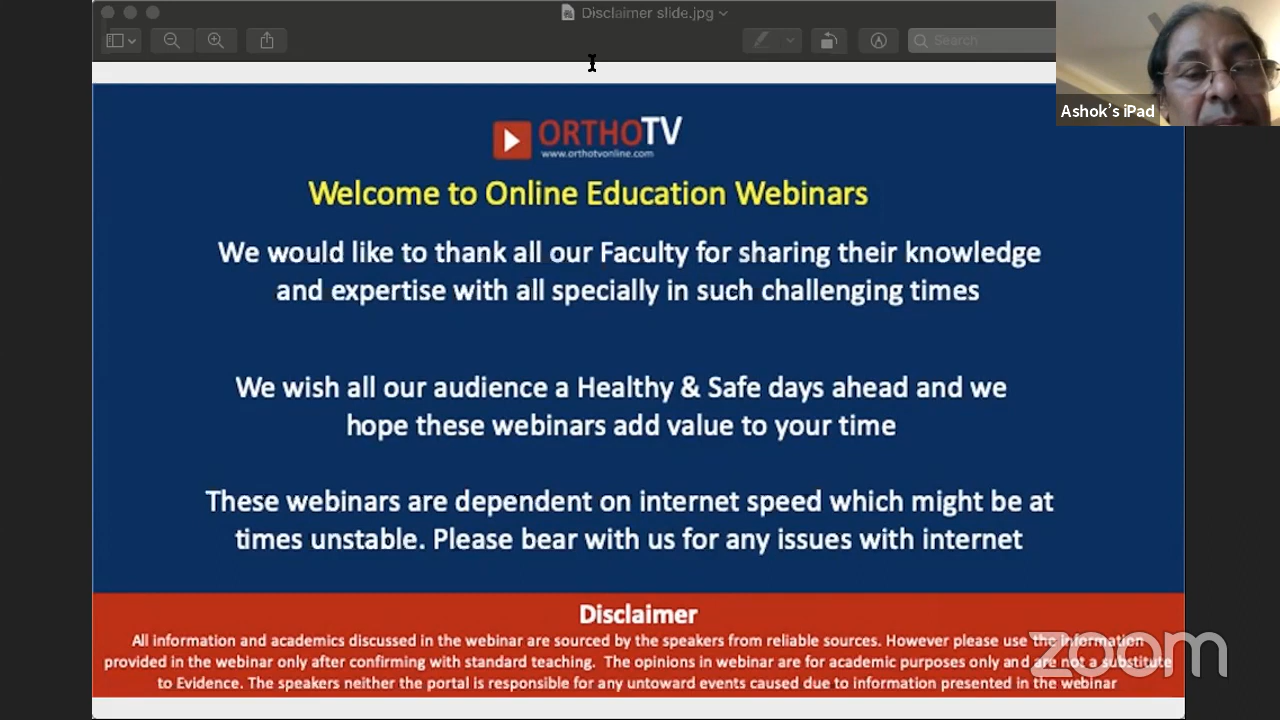 Disclaimer slide.jpg
Search
Ashok's iPad
ORTHOTV
www.orthotvonline.com
Welcome to Online Education Webinars
We would like to thank all our Faculty for sharing their knowledge
and expertise with all specially in such challenging times
We wish all our audience a Healthy & Safe days ahead and we
hope these webinars add value to your time
These webinars are dependent on internet speed which might be at
times unstable. Please bear with us for any issues with internet
Disclaimer
All information and academics discussed in the webinar are sourced by the speakers from reliable sources. However please use the information
provided in the webinar only after confirming with standard teaching. The opinions in webinar are for academic purposes only and are not a substitute
to Evidence. The speakers neither the portal is responsible for any untoward events caused due to information presented in the webinar
zoom